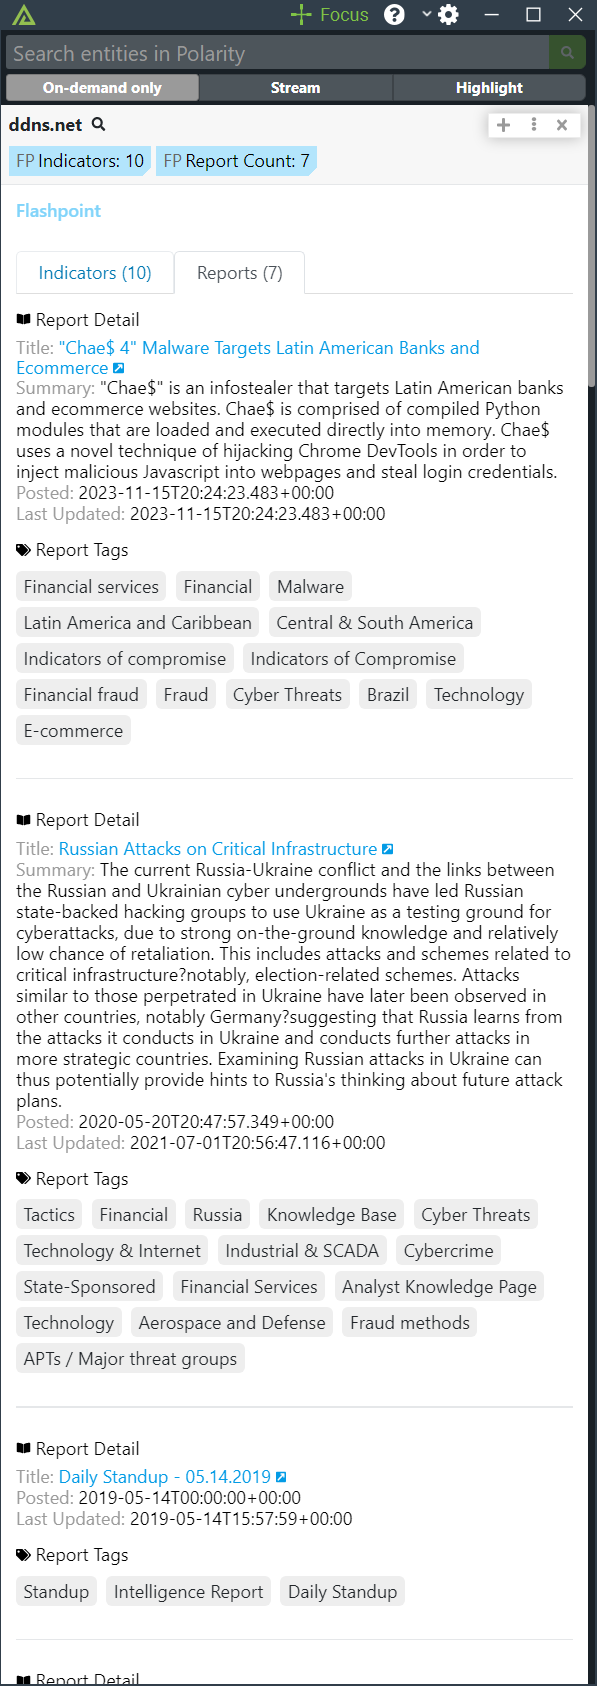 Focus
Search entities in Polarity
On-demand only Stream Highlight
ddns.net
FP Indicators: 10 FP Report Count: 7
Flashpoint
Indicators (10) Reports (7)
Report Detail
Title: "Chae$ 4" Malware Targets Latin American Banks and
Ecommerce
Summary: "Chae$" is an infostealer that targets Latin American banks
and ecommerce websites. Chae$ is comprised of compiled Python
modules that are loaded and executed directly into memory. Chae$
uses a novel technique of hijacking Chrome DevTools in order to
inject malicious Javascript into webpages and steal login credentials.
Posted: 2023-11-15T20:24:23.483+00:00
Last Updated: 2023-11-15T20:24:23.483+00:00
Report Tags
Financial services Financial Malware
Latin America and Caribbean Central & South America
Indicators of compromise Indicators of Compromise
Financial fraud Fraud Cyber Threats Brazil Technology
E-commerce
Report Detail
Title: Russian Attacks on Critical Infrastructure
Summary: The current Russia-Ukraine conflict and the links between
the Russian and Ukrainian cyber undergrounds have led Russian
state-backed hacking groups to use Ukraine as a testing ground for
cyberattacks, due to strong on-the-ground knowledge and relatively
low chance of retaliation. This includes attacks and schemes related to
critical infrastructure?notably, election-related schemes. Attacks
similar to those perpetrated in Ukraine have later been observed in
other countries, notably Germany?suggesting that Russia learns from
the attacks it conducts in Ukraine and conducts further attacks in
more strategic countries. Examining Russian attacks in Ukraine can
thus potentially provide hints to Russia's thinking about future attack
plans.
Posted: 2020-05-20T20:47:57.349+00:00
Last Updated: 2021-07-01T20:56:47.116+00:00
Report Tags
Tactics Financial Russia Knowledge Base Cyber Threats
Technology & Internet Industrial & SCADA Cybercrime
State-Sponsored Financial Services Analyst Knowledge Page
Technology Aerospace and Defense Fraud methods
APTs / Major threat groups
Report Detail
Title: Daily Standup - 05.14.2019
Posted: 2019-05-14T00:00:00+00:00
Last Updated: 2019-05-14T15:57:59+00:00
Report Tags
Standup Intelligence Report Daily Standup
Report Detail